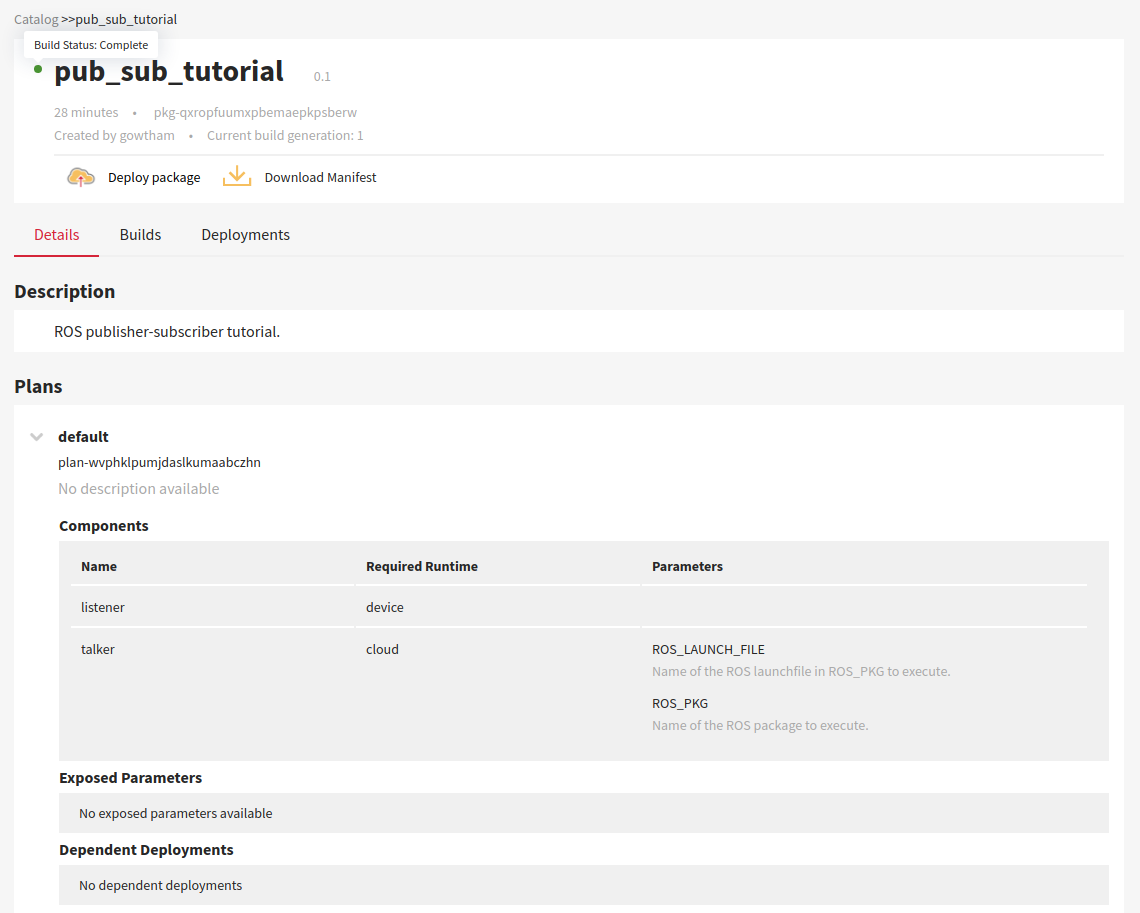 Catalog >>pub_sub_tutorial
Build Status: Complete
pub_sub_tutorial 0.1
28 minutes • pkg-qxropfuumxpbemaepkpsberw
Created by gowtham • Current build generation: 1
Deploy package Download Manifest
Details Builds Deployments
Description
ROS publisher-subscriber tutorial.
Plans
default
plan-wvphklpumjdaslkumaabczhn
No description available
Components
Name Required Runtime Parameters
listener device
talker cloud ROS_LAUNCH_FILE
Name of the ROS launchfile in ROS_PKG to execute.
ROS_PKG
Name of the ROS package to execute.
Exposed Parameters
No exposed parameters available
Dependent Deployments
No dependent deployments